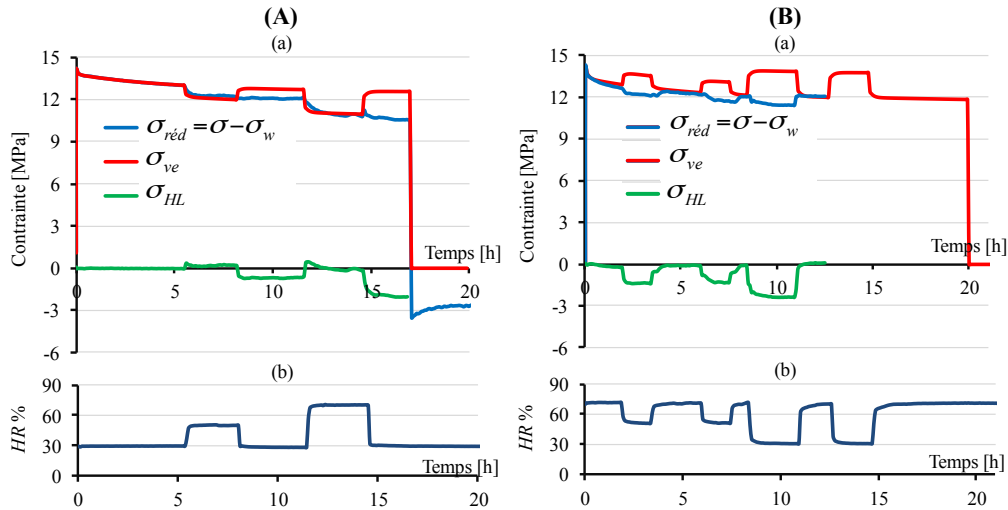 (A)
(a)
Contrainte [MPa]
15
12
9
6
3
0
-3
-6
σréd = σ − σw
σve
σHL
Temps [h]
0 5 10 15 20
(b)
HR %
90
60
30
0
Temps [h]
0 5 10 15 20
(B)
(a)
Contrainte [MPa]
15
12
9
6
3
0
-3
-6
σréd = σ − σw
σve
σHL
Temps [h]
0 5 10 15 20
(b)
HR %
90
60
30
0
Temps [h]
0 5 10 15 20